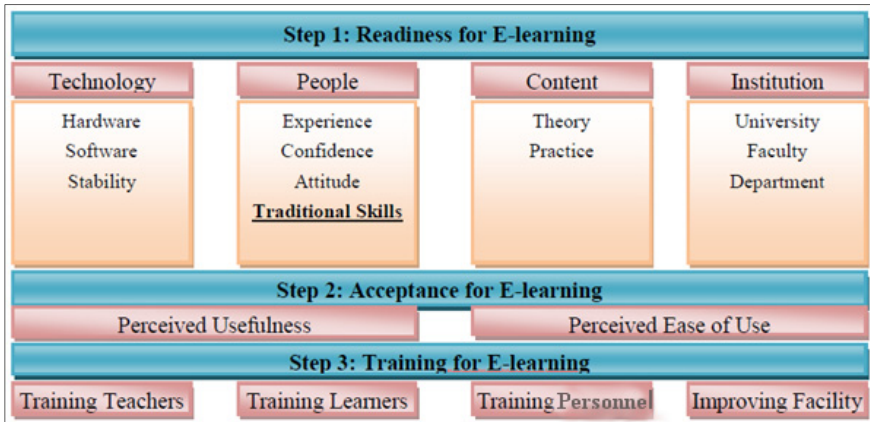 Step 1: Readiness for E-learning
Technology
People
Content
Institution
Hardware
Software
Stability
Experience
Confidence
Attitude
Traditional Skills
Theory
Practice
University
Faculty
Department
Step 2: Acceptance for E-learning
Perceived Usefulness
Perceived Ease of Use
Step 3: Training for E-learning
Training Teachers
Training Learners
Training Personnel
Improving Facility